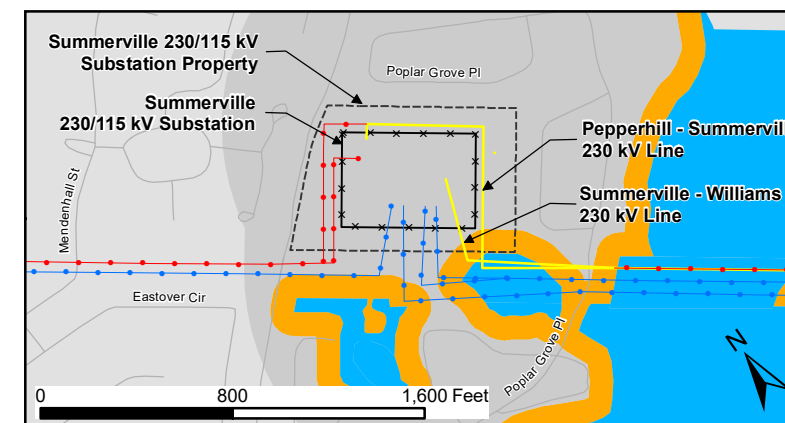 Summerville 230/115 kV
Substation Property
Poplar Grove Pl
Summerville
230/115 kV Substation
Pepperhill - Summervil
230 kV Line
Mendenhall St
Summerville - Williams
230 kV Line
Eastover Cir
Poplar Grove Pl
N
0 800 1,600 Feet